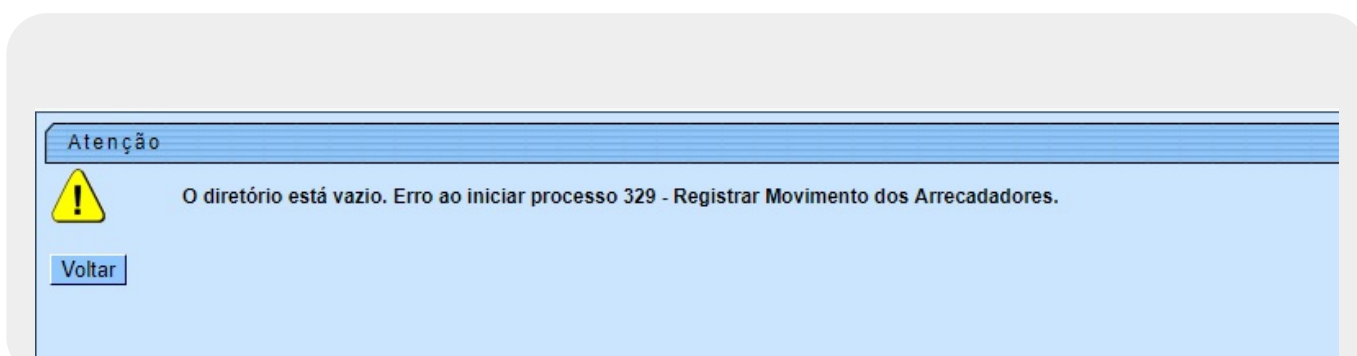 Atenção
O diretório está vazio. Erro ao iniciar processo 329 - Registrar Movimento dos Arrecadadores.
Voltar